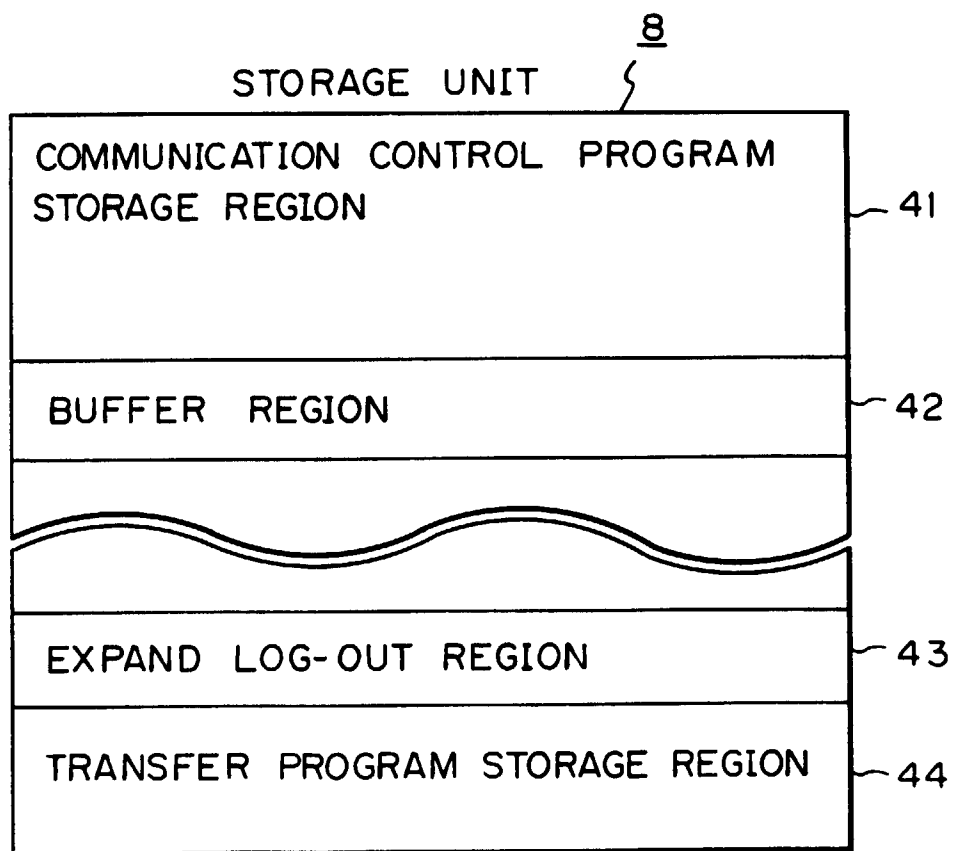 8
STORAGE UNIT
COMMUNICATION CONTROL PROGRAM
STORAGE REGION
41
BUFFER REGION
42
EXPAND LOG-OUT REGION
43
TRANSFER PROGRAM STORAGE REGION
44